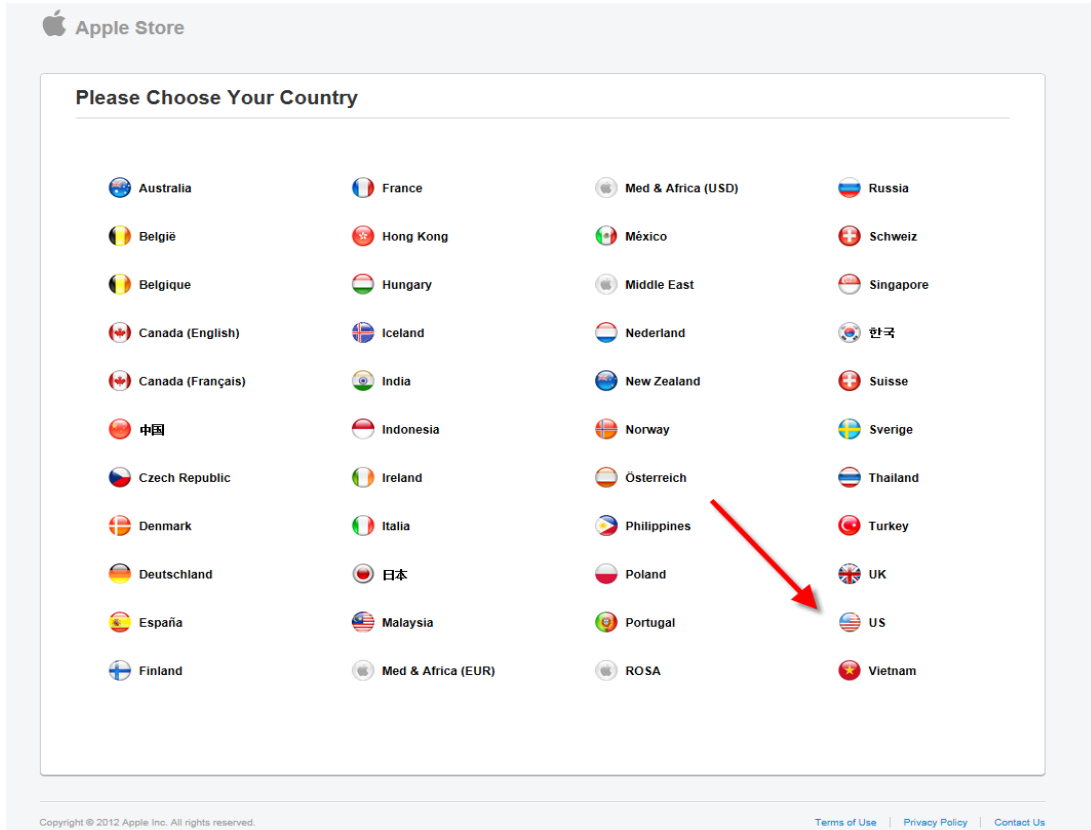 Apple Store
Please Choose Your Country
Australia
België
Belgique
Canada (English)
Canada (Français)
中国
Czech Republic
Denmark
Deutschland
España
Finland
France
Hong Kong
Hungary
Iceland
India
Indonesia
Ireland
Italia
日本
Malaysia
Med & Africa (EUR)
Med & Africa (USD)
México
Middle East
Nederland
New Zealand
Norway
Österreich
Philippines
Poland
Portugal
ROSA
Russia
Schweiz
Singapore
한국
Suisse
Sverige
Thailand
Turkey
UK
US
Vietnam
Copyright © 2012 Apple Inc. All rights reserved.
Terms of Use | Privacy Policy | Contact Us